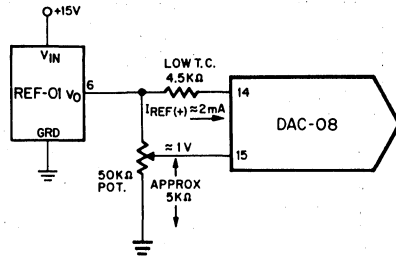 +15V
VIN
REF-01 VO
6
GRD
LOW T.C.
4.5KΩ
IREF(+) ≈2mA
14
DAC-08
≈1V
15
50KΩ
POT.
APPROX
5KΩ